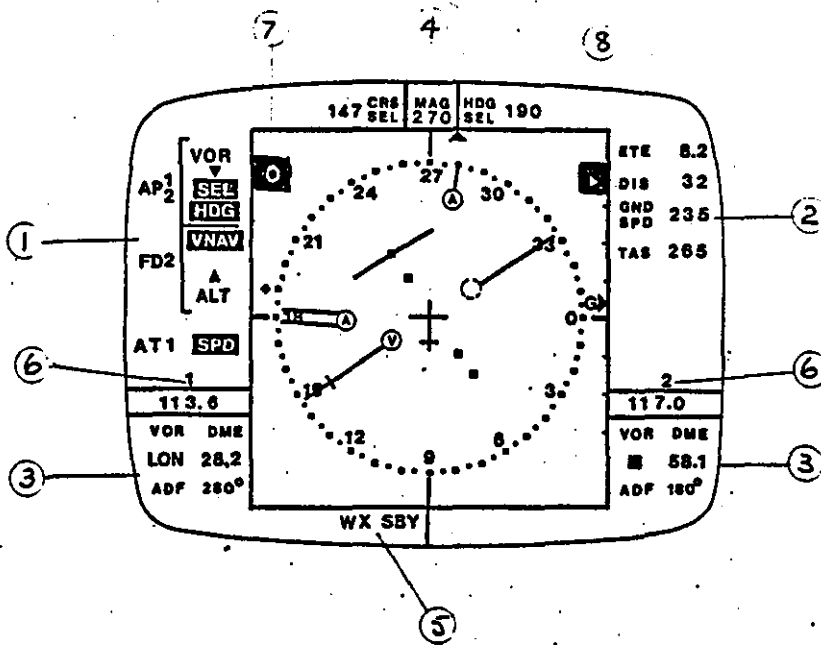 7 4 8
147 CRS SEL MAG 270 HDG SEL 190
VOR
AP 1 2
SEL
HDG
VNAV
FD2
ALT
AT1 SPD
1
113.6
VOR DME
LON 28.2
ADF 280°
O
24
27
30
33
21
A
A
V
G
0
12
9
6
3
WX SBY
ETE 8.2
DIS 32
GND SPD 235
TAS 265
2
117.0
VOR DME
58.1
ADF 180°
1
6
3
2
6
3
5